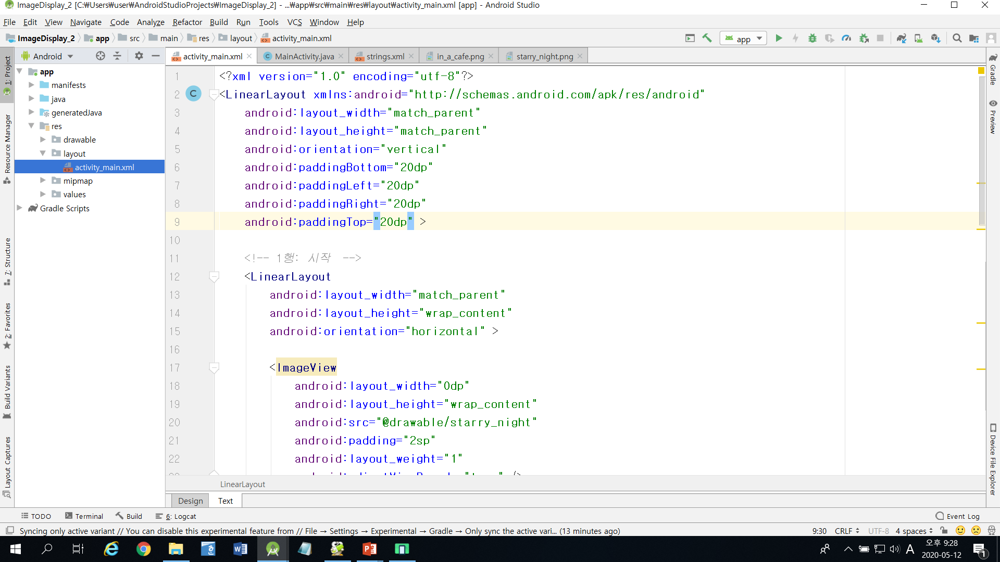 ImageDisplay_2 [C:₩Users₩user₩AndroidStudioProjects₩ImageDisplay_2] - ...₩app₩src₩main₩res₩layout₩activity_main.xml [app] - Android Studio
File Edit View Navigate Code Analyze Refactor Build Run Tools VCS Window Help
ImageDisplay_2 app src main res layout activity_main.xml
app
Android
activity_main.xml MainActivity.java strings.xml in_a_cafe.png starry_night.png
app
manifests
java
generatedJava
res
drawable
layout
activity_main.xml
mipmap
values
Gradle Scripts
1: Project
Resource Manager
7: Structure
2: Favorites
Build Variants
Layout Captures
1 <?xml version="1.0" encoding="utf-8"?>
2 C <LinearLayout xmlns:android="http://schemas.android.com/apk/res/android"
3 android:layout_width="match_parent"
4 android:layout_height="match_parent"
5 android:orientation="vertical"
6 android:paddingBottom="20dp"
7 android:paddingLeft="20dp"
8 android:paddingRight="20dp"
9 android:paddingTop="20dp" >
10
11 <!-- 1행: 시작 -->
12 <LinearLayout
13 android:layout_width="match_parent"
14 android:layout_height="wrap_content"
15 android:orientation="horizontal" >
16
17 <ImageView
18 android:layout_width="0dp"
19 android:layout_height="wrap_content"
20 android:src="@drawable/starry_night"
21 android:padding="2sp"
22 android:layout_weight="1"
LinearLayout
Design Text
Gradle
Preview
Device File Explorer
TODO Terminal Build 6: Logcat Event Log
Syncing only active variant // You can disable this experimental feature from // File → Settings → Experimental → Gradle → Only sync the active vari... (13 minutes ago) 9:30 CRLF UTF-8 4 spaces
A 오후 9:28
2020-05-12
1